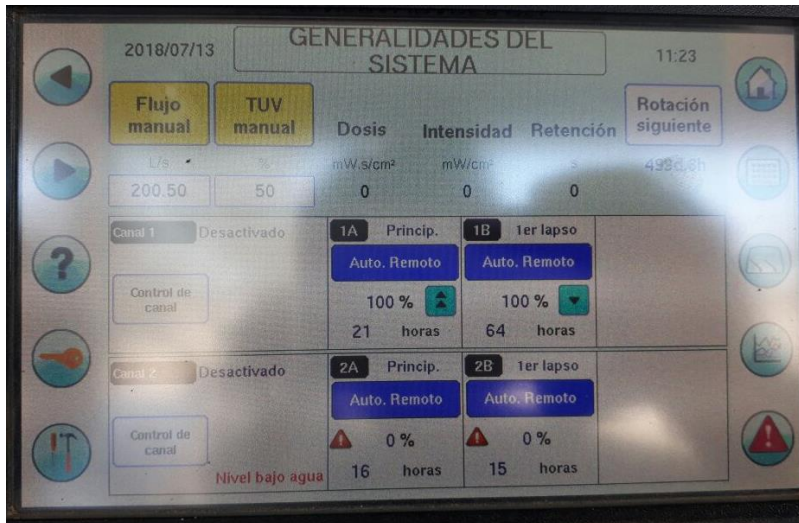 2018/07/13
GENERALIDADES DEL
SISTEMA
11:23
Flujo
manual
TUV
manual
Dosis
Intensidad
Retención
Rotación
siguiente
L/s
%
mW.s/cm²
mW/cm²
s
200.50
50
0
0
0
Canal 1
Desactivado
1A
Princip.
1B
1er lapso
Auto. Remoto
Auto. Remoto
Control de
canal
100 %
100 %
21 horas
64 horas
Canal 2
Desactivado
2A
Princip.
2B
1er lapso
Auto. Remoto
Auto. Remoto
Control de
canal
0 %
0 %
Nivel bajo agua
16 horas
15 horas